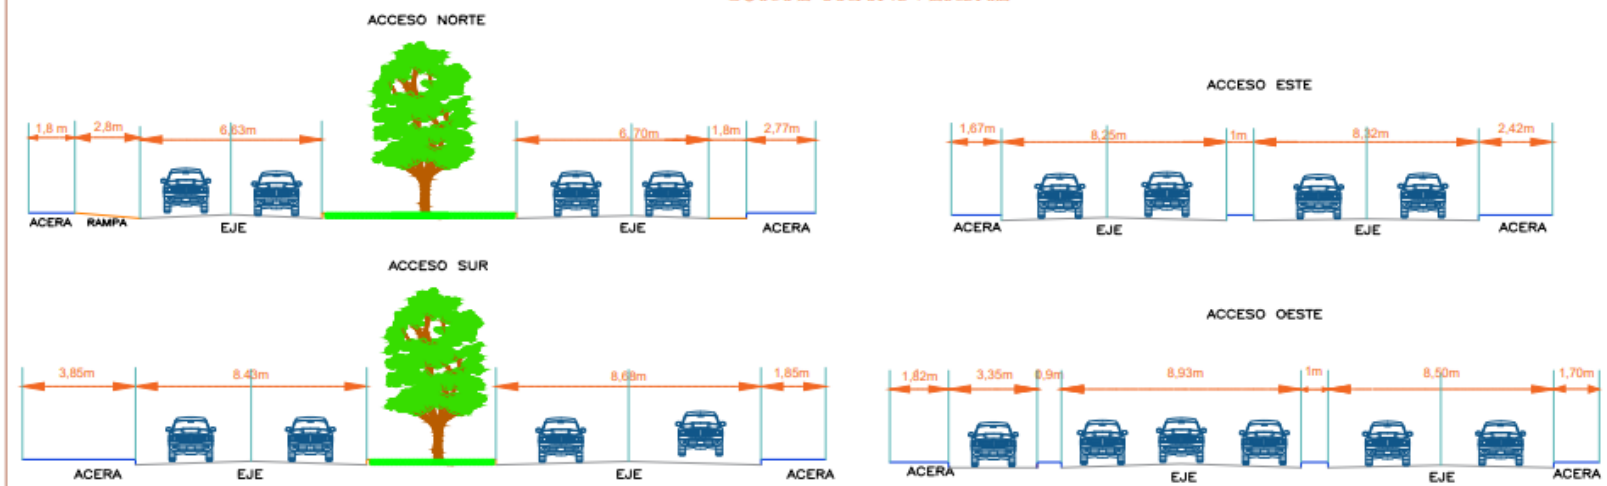 ACCESO NORTE
1,8 m 2,8m 6,63m 6,70m 1,8m 2,77m
ACERA RAMPA EJE EJE ACERA
ACCESO ESTE
1,67m 8,25m 1m 8,32m 2,42m
ACERA EJE EJE ACERA
ACCESO SUR
3,85m 8.43m 8,68m 1,85m
ACERA EJE EJE ACERA
ACCESO OESTE
1,82m 3,35m 0,9m 8,93m 1m 8,50m 1,70m
ACERA EJE EJE ACERA